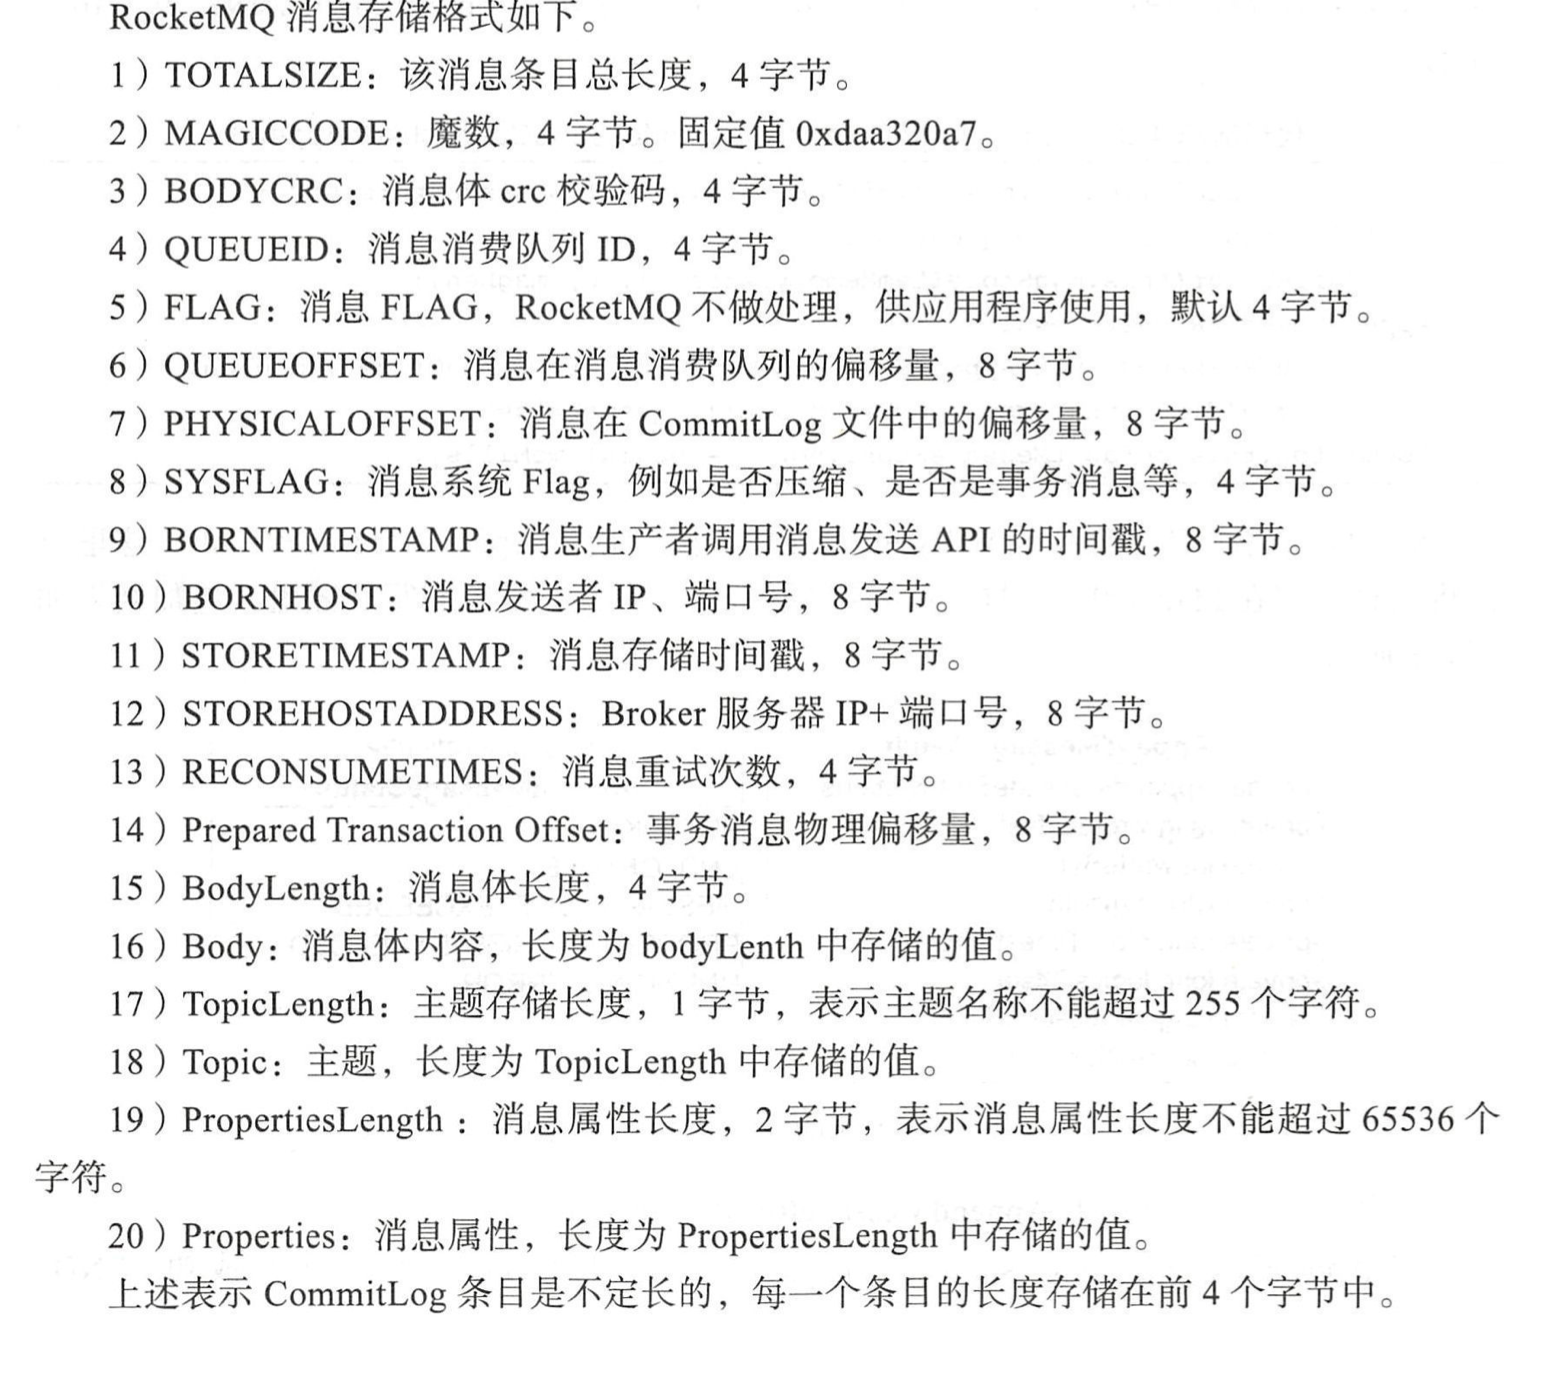 RocketMQ 消息存储格式如下。
1）TOTALSIZE：该消息条目总长度，4 字节。
2）MAGICCODE：魔数，4 字节。固定值 0xdaa320a7。
3）BODYCRC：消息体 crc 校验码，4 字节。
4）QUEUEID：消息消费队列 ID，4 字节。
5）FLAG：消息 FLAG，RocketMQ 不做处理，供应用程序使用，默认 4 字节。
6）QUEUEOFFSET：消息在消息消费队列的偏移量，8 字节。
7）PHYSICALOFFSET：消息在 CommitLog 文件中的偏移量，8 字节。
8）SYSFLAG：消息系统 Flag，例如是否压缩、是否是事务消息等，4 字节。
9）BORNTIMESTAMP：消息生产者调用消息发送 API 的时间戳，8 字节。
10）BORNHOST：消息发送者 IP、端口号，8 字节。
11）STORETIMESTAMP：消息存储时间戳，8 字节。
12）STOREHOSTADDRESS：Broker 服务器 IP+ 端口号，8 字节。
13）RECONSUMETIMES：消息重试次数，4 字节。
14）Prepared Transaction Offset：事务消息物理偏移量，8 字节。
15）BodyLength：消息体长度，4 字节。
16）Body：消息体内容，长度为 bodyLenth 中存储的值。
17）TopicLength：主题存储长度，1 字节，表示主题名称不能超过 255 个字符。
18）Topic：主题，长度为 TopicLength 中存储的值。
19）PropertiesLength：消息属性长度，2 字节，表示消息属性长度不能超过 65536 个
字符。
20）Properties：消息属性，长度为 PropertiesLength 中存储的值。
上述表示 CommitLog 条目是不定长的，每一个条目的长度存储在前 4 个字节中。